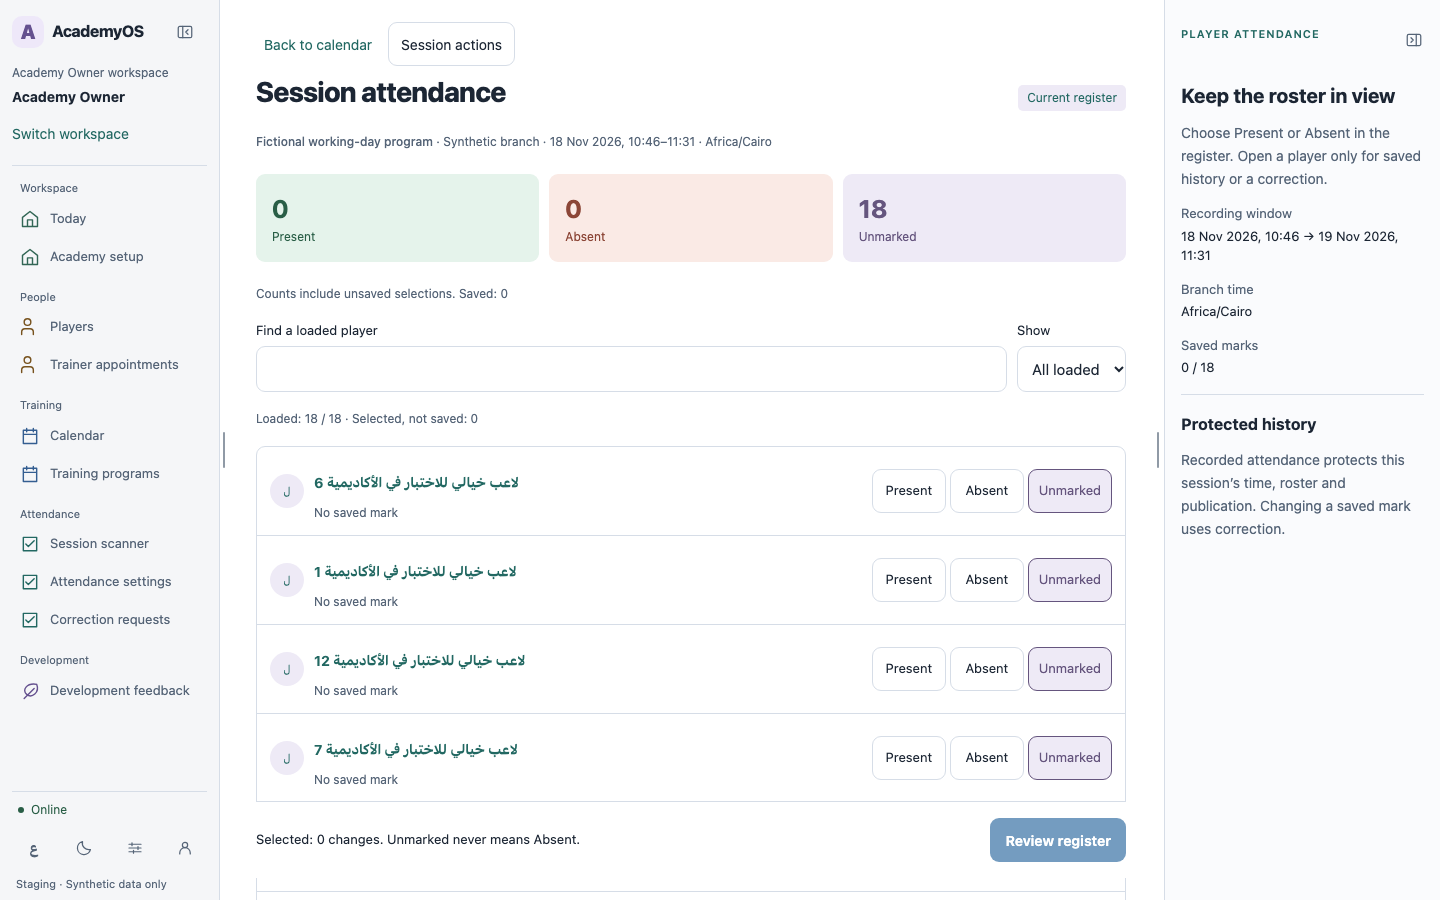 A AcademyOS
Academy Owner workspace
Academy Owner
Switch workspace
Workspace
Today
Academy setup
People
Players
Trainer appointments
Training
Calendar
Training programs
Attendance
Session scanner
Attendance settings
Correction requests
Development
Development feedback
Online
ع
Staging · Synthetic data only
Back to calendar
Session actions
Session attendance
Current register
Fictional working-day program · Synthetic branch · 18 Nov 2026, 10:46–11:31 · Africa/Cairo
0
Present
0
Absent
18
Unmarked
Counts include unsaved selections. Saved: 0
Find a loaded player
Show
All loaded
Loaded: 18 / 18 · Selected, not saved: 0
ل
لاعب خيالي للاختبار في الأكاديمية 6
No saved mark
Present Absent Unmarked
ل
لاعب خيالي للاختبار في الأكاديمية 1
No saved mark
Present Absent Unmarked
ل
لاعب خيالي للاختبار في الأكاديمية 12
No saved mark
Present Absent Unmarked
ل
لاعب خيالي للاختبار في الأكاديمية 7
No saved mark
Present Absent Unmarked
Selected: 0 changes. Unmarked never means Absent.
Review register
PLAYER ATTENDANCE
Keep the roster in view
Choose Present or Absent in the
register. Open a player only for saved
history or a correction.
Recording window
18 Nov 2026, 10:46 → 19 Nov 2026,
11:31
Branch time
Africa/Cairo
Saved marks
0 / 18
Protected history
Recorded attendance protects this
session's time, roster and
publication. Changing a saved mark
uses correction.